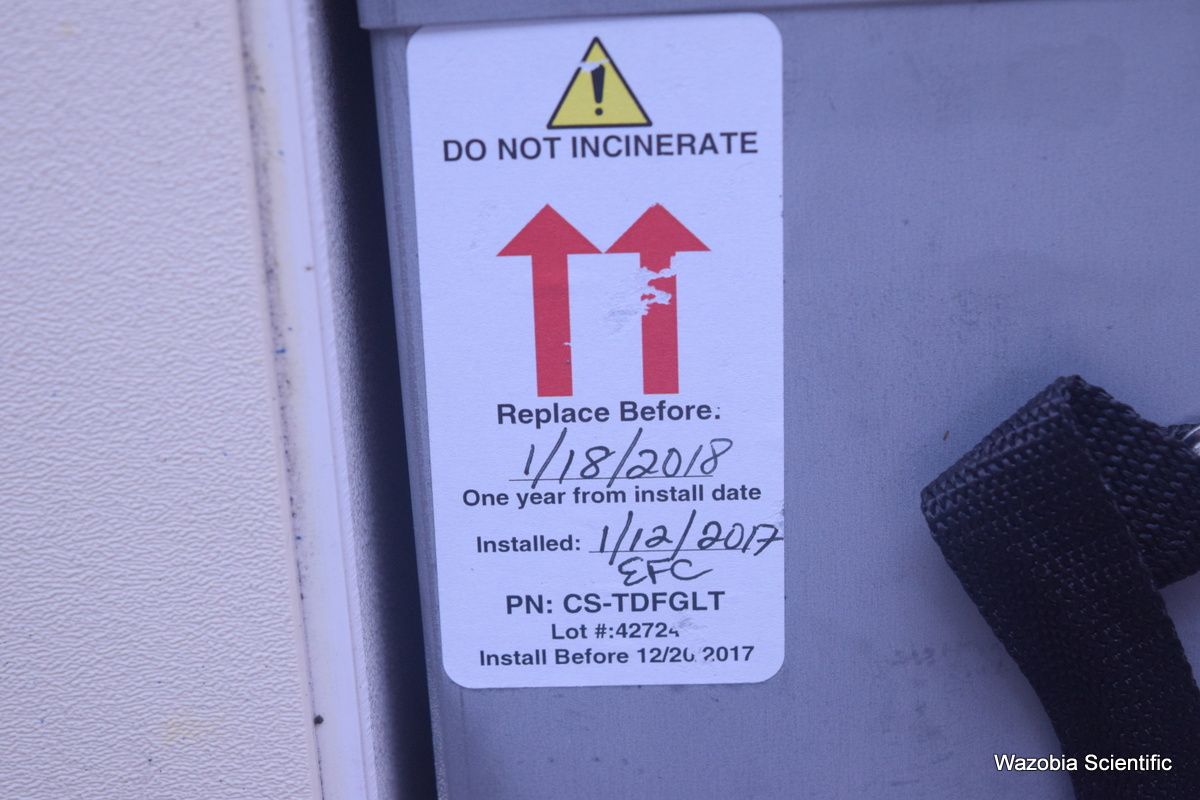 DO NOT INCINERATE
Replace Before:
1/18/2018
One year from install date
Installed: 1/12/2017
EFC
PN: CS-TDFGLT
Lot #:42724
Install Before 12/20/2017
Wazobia Scientific